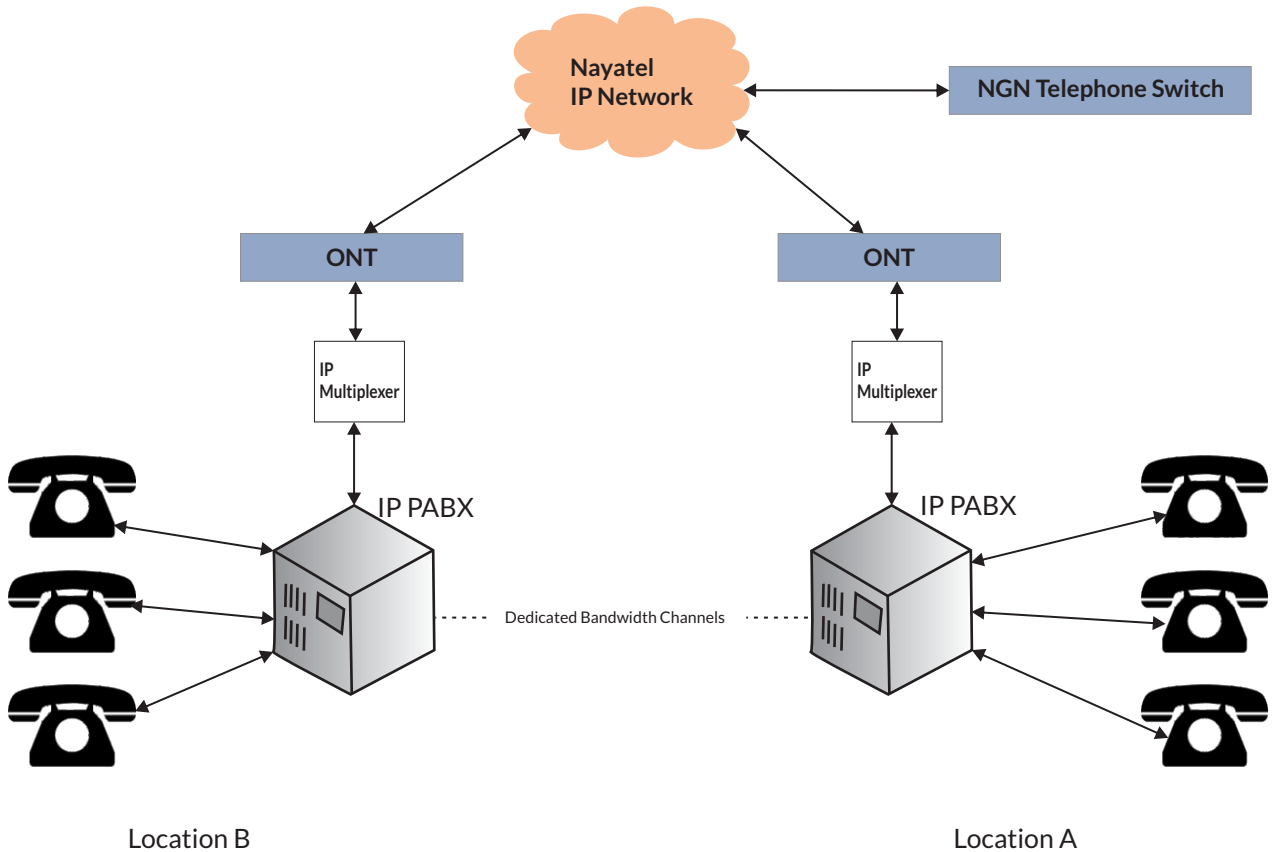 Nayatel
IP Network
NGN Telephone Switch
ONT
ONT
IP
Multiplexer
IP
Multiplexer
IP PABX
IP PABX
Dedicated Bandwidth Channels
Location B
Location A